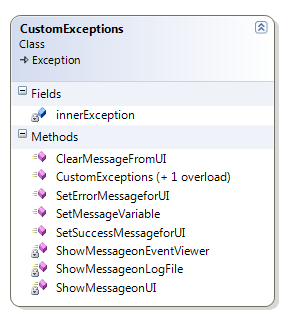 CustomExceptions
Class
Exception
Fields
innerException
Methods
ClearMessageFromUI
CustomExceptions (+ 1 overload)
SetErrorMessageforUI
SetMessageVariable
SetSuccessMessageforUI
ShowMessageonEventViewer
ShowMessageonLogFile
ShowMessageonUI